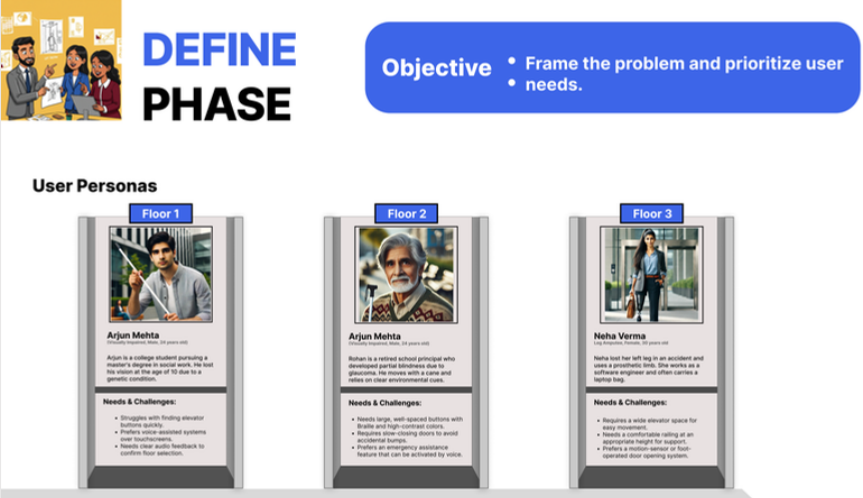 DEFINE
PHASE
Objective
Frame the problem and prioritize user
needs.
User Personas
Floor 1
Arjun Mehta
(Visually Impaired, Male, 24 years old)
Arjun is a college student pursuing a
master's degree in social work. He lost
his vision at the age of 10 due to a
genetic condition.
Needs & Challenges:
Struggles with finding elevator
buttons quickly.
Prefers voice-assisted systems
over touchscreens.
Needs clear audio feedback to
confirm floor selection.
Floor 2
Arjun Mehta
(Visually Impaired, Male, 24 years old)
Rohan is a retired school principal who
developed partial blindness due to
glaucoma. He moves with a cane and
relies on clear environmental cues.
Needs & Challenges:
Needs large, well-spaced buttons with
Braille and high-contrast colors.
Requires slow-closing doors to avoid
accidental bumps.
Prefers an emergency assistance
feature that can be activated by voice.
Floor 3
Neha Verma
Leg Amputee, Female, 30 years old
Neha lost her left leg in an accident and
uses a prosthetic limb. She works as a
software engineer and often carries a
laptop bag.
Needs & Challenges:
Requires a wide elevator space for
easy movement.
Needs a comfortable railing at an
appropriate height for support.
Prefers a motion-sensor or foot-
operated door opening system.